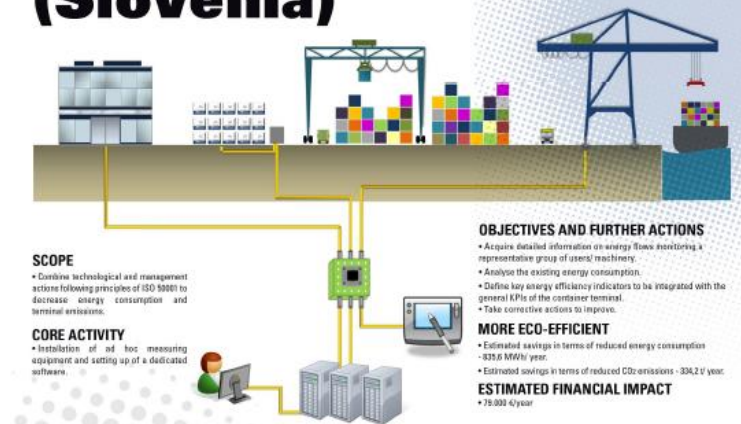 (Slovenia)
SCOPE
• Combine technological and management
actions following principles of ISO 50001 to
decrease energy consumption and
terminal emissions.
CORE ACTIVITY
• Installation of ad hoc measuring
equipment and setting up of a dedicated
software.
OBJECTIVES AND FURTHER ACTIONS
• Acquire detailed information on energy flows monitoring a
representative group of users/ machinery.
• Analyse the existing energy consumption.
• Define key energy efficiency indicators to be integrated with the
general KPIs of the container terminal.
• Take corrective actions to improve.
MORE ECO-EFFICIENT
• Estimated savings in terms of reduced energy consumption
- 835,6 MWh/ year.
• Estimated savings in terms of reduced CO2 emissions - 334,2 t/ year.
ESTIMATED FINANCIAL IMPACT
• 79.000 €/year